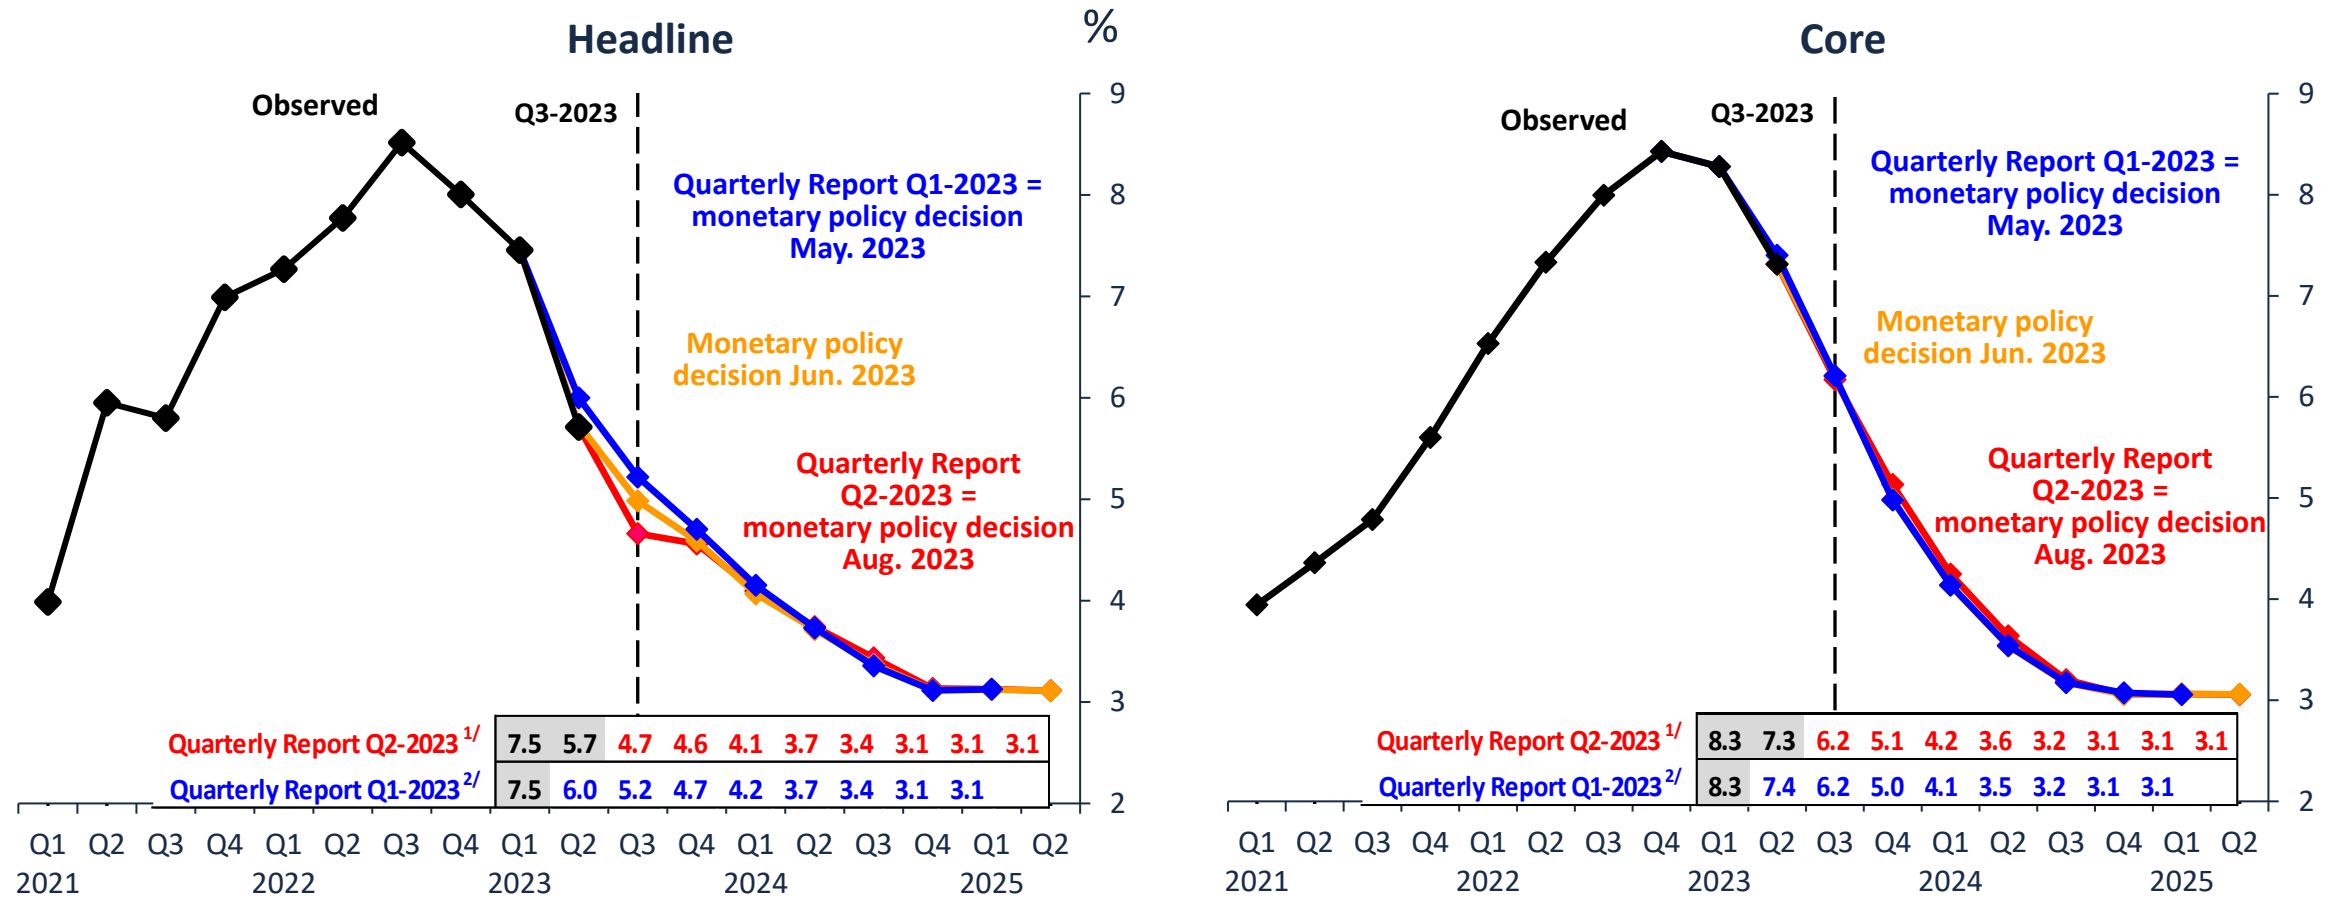 Headline
%
Observed
Q3-2023
Quarterly Report Q1-2023 =
monetary policy decision
May. 2023
Monetary policy
decision Jun. 2023
Quarterly Report
Q2-2023 =
monetary policy decision
Aug. 2023
9
8
7
6
5
4
3
2
Quarterly Report Q2-2023 1/ 7.5 5.7 4.7 4.6 4.1 3.7 3.4 3.1 3.1 3.1
Quarterly Report Q1-2023 2/ 7.5 6.0 5.2 4.7 4.2 3.7 3.4 3.1 3.1
Q1 Q2 Q3 Q4 Q1 Q2 Q3 Q4 Q1 Q2 Q3 Q4 Q1 Q2 Q3 Q4 Q1 Q2
2021 2022 2023 2024 2025
Core
Observed
Q3-2023
Quarterly Report Q1-2023 =
monetary policy decision
May. 2023
Monetary policy
decision Jun. 2023
Quarterly Report
Q2-2023 =
monetary policy decision
Aug. 2023
9
8
7
6
5
4
3
2
Quarterly Report Q2-2023 1/ 8.3 7.3 6.2 5.1 4.2 3.6 3.2 3.1 3.1 3.1
Quarterly Report Q1-2023 2/ 8.3 7.4 6.2 5.0 4.1 3.5 3.2 3.1 3.1
Q1 Q2 Q3 Q4 Q1 Q2 Q3 Q4 Q1 Q2 Q3 Q4 Q1 Q2 Q3 Q4 Q1 Q2
2021 2022 2023 2024 2025